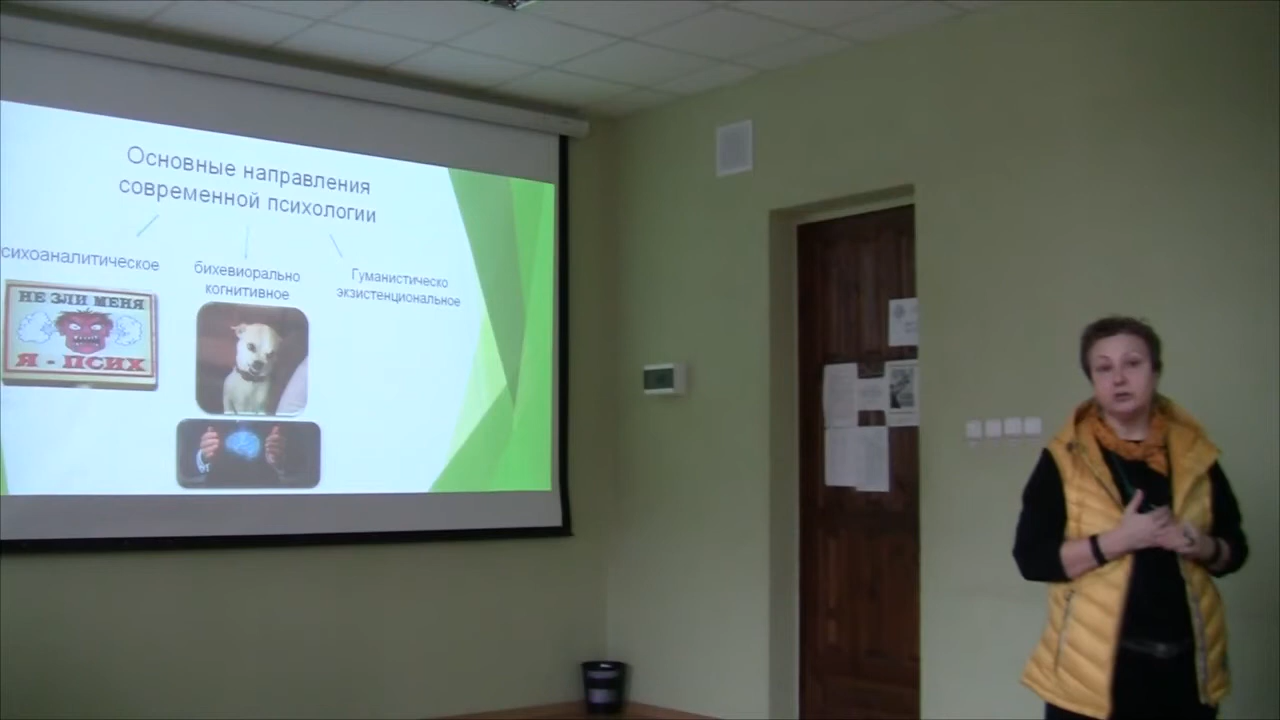 Основные направления
современной психологии
сихоаналитическое
бихевиорально
когнитивное
Гуманистическо
экзистенциональное
НЕ ЗЛИ МЕНЯ
Я - ПСИХ